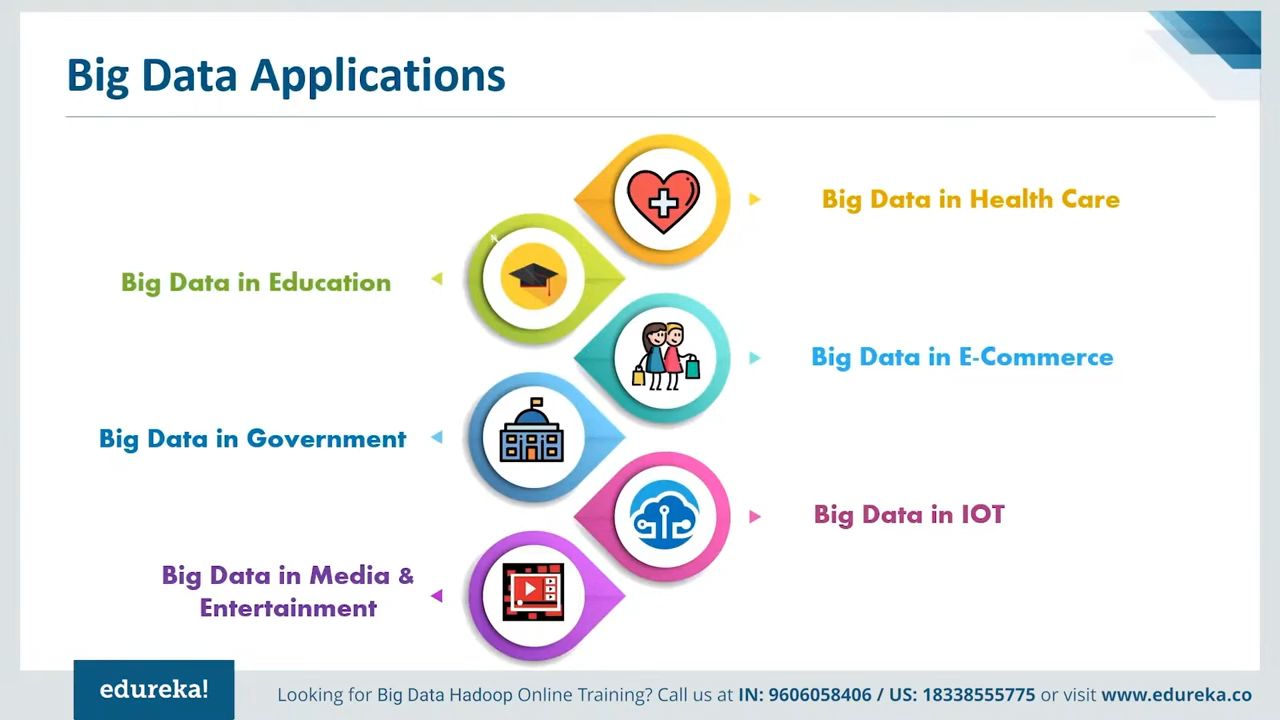 Big Data Applications
Big Data in Health Care
Big Data in Education
Big Data in E-Commerce
Big Data in Government
Big Data in IOT
Big Data in Media &
Entertainment
edureka!
Looking for Big Data Hadoop Online Training? Call us at IN: 9606058406 / US: 18338555775 or visit www.edureka.co